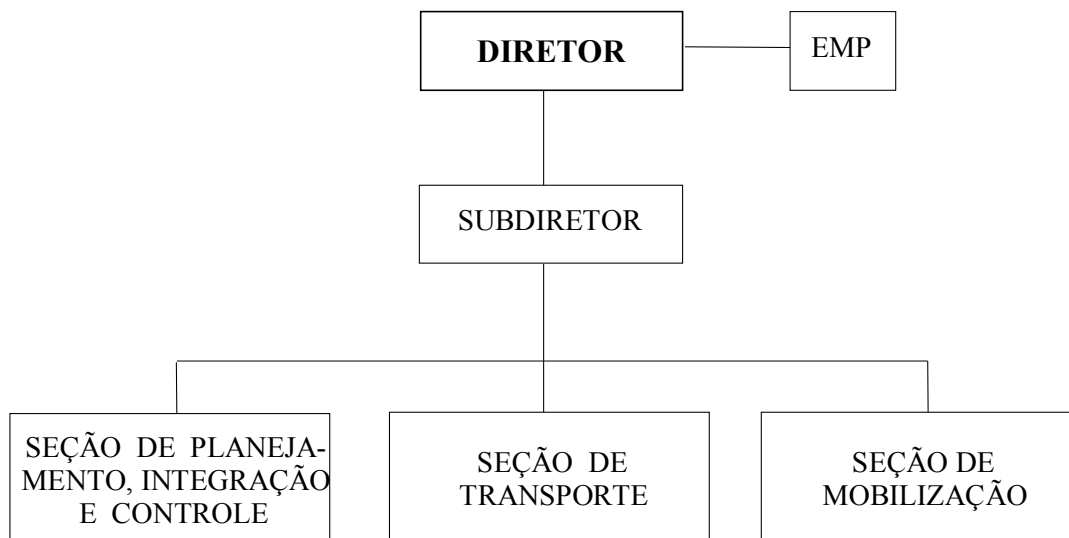 DIRETOR
EMP
SUBDIRETOR
SEÇÃO DE PLANEJA-
MENTO, INTEGRAÇÃO
E CONTROLE
SEÇÃO DE
TRANSPORTE
SEÇÃO DE
MOBILIZAÇÃO